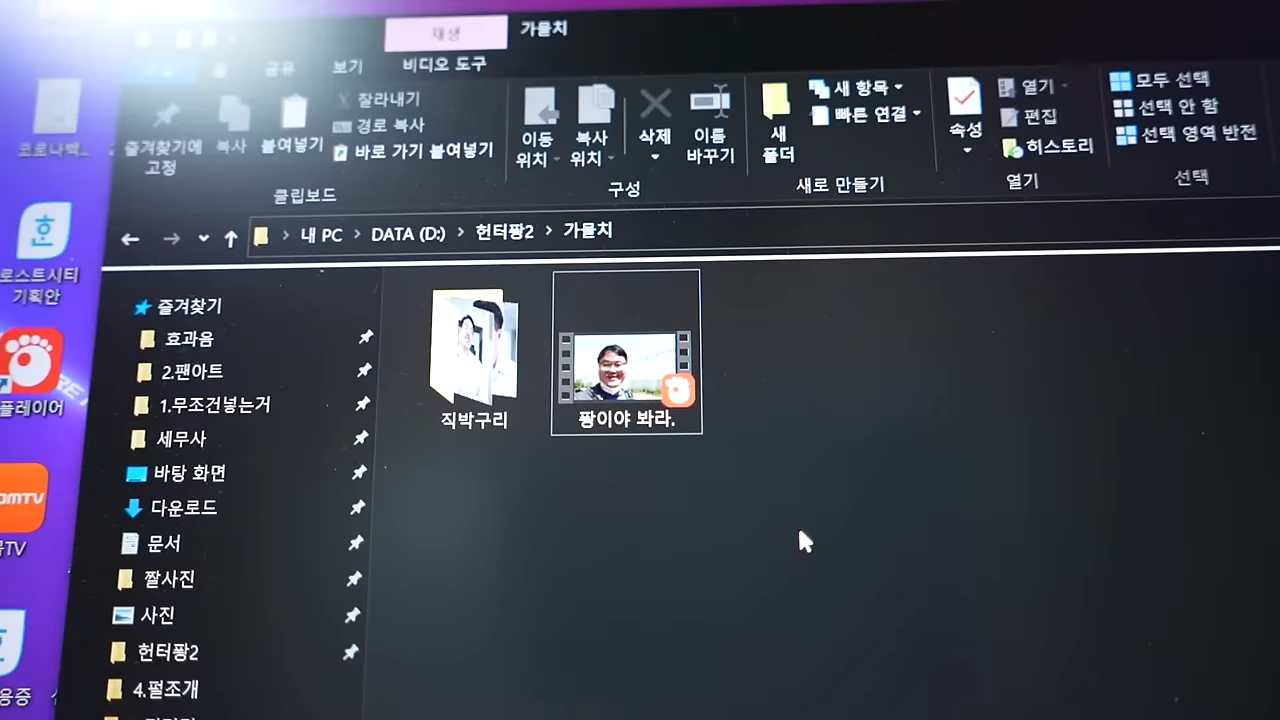 재생
가물치
공유
보기
비디오 도구
즐겨찾기에
고정
복사
붙여넣기
잘라내기
경로 복사
바로 가기 붙여넣기
클립보드
이동
위치
복사
위치
삭제
이름
바꾸기
구성
새
폴더
새 항목
빠른 연결
새로 만들기
속성
열기
편집
히스토리
열기
모두 선택
선택 안 함
선택 영역 반전
선택
내 PC > DATA (D:) > 헌터퐝2 > 가물치
로스트시티
기획안
플레이어
즐겨찾기
효과음
2.팬아트
1.무조건넣는거
세무사
바탕 화면
다운로드
문서
짤사진
사진
헌터퐝2
4.펄조개
직박구리
퐝이야 봐라.
OMTV
TV